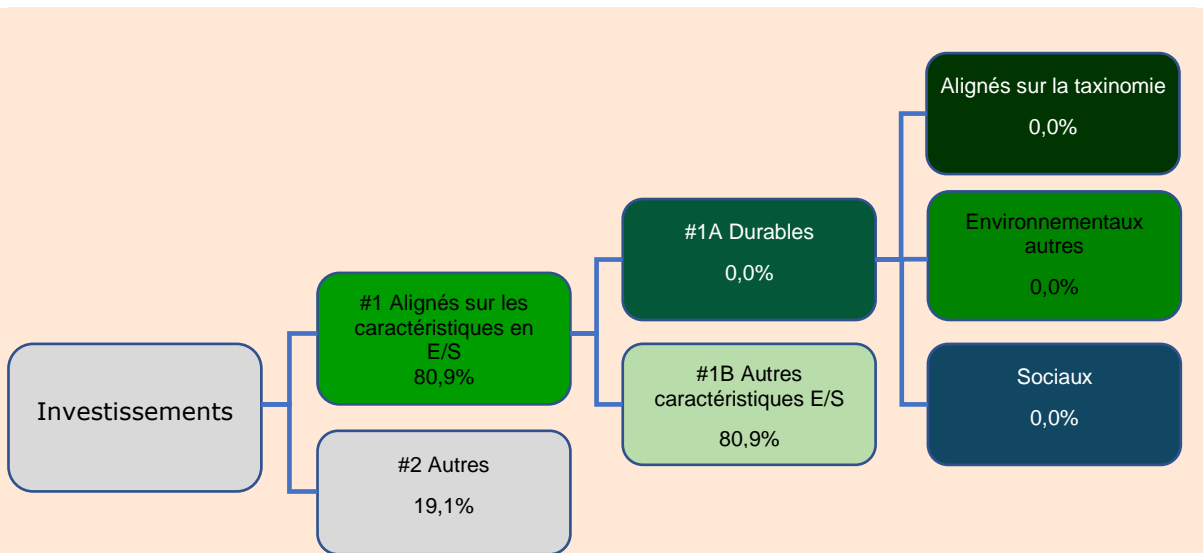 Investissements
#1 Alignés sur les
caractéristiques en
E/S
80,9%
#2 Autres
19,1%
#1A Durables
0,0%
#1B Autres
caractéristiques E/S
80,9%
Alignés sur la taxinomie
0,0%
Environnementaux
autres
0,0%
Sociaux
0,0%